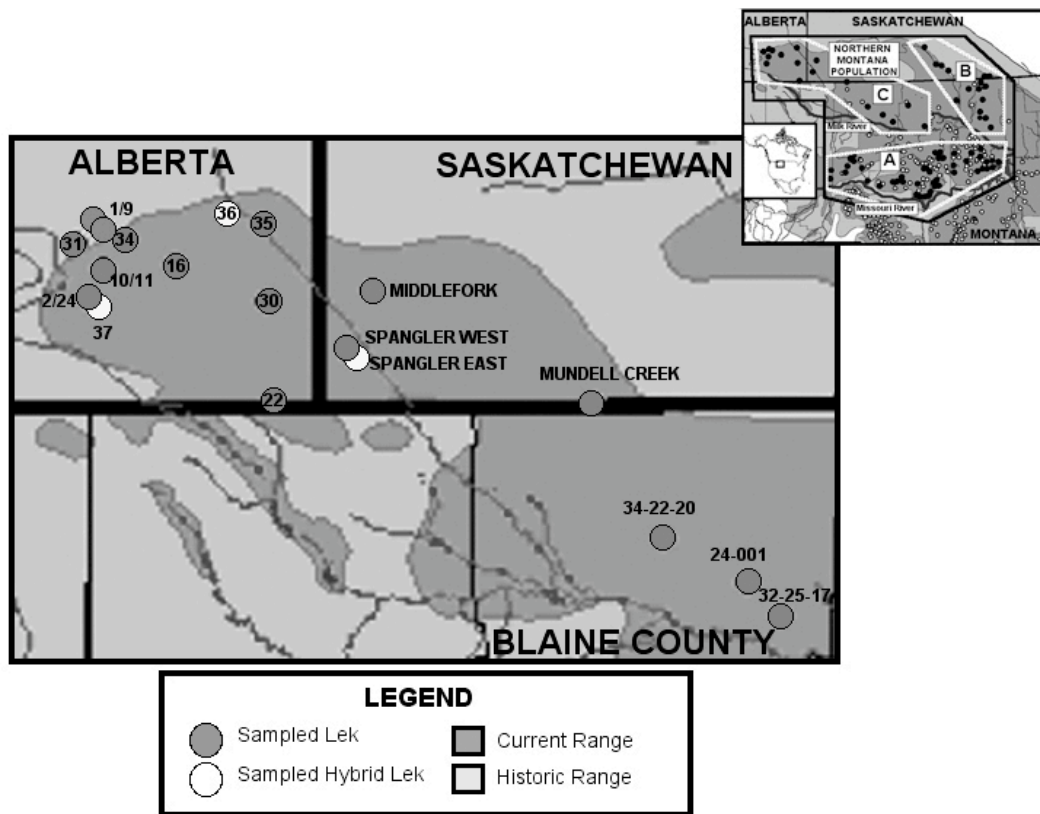 ALBERTA SASKATCHEWAN
NORTHERN
MONTANA
POPULATION
B
C
Milk River
A
Missouri River
MONTANA
ALBERTA
SASKATCHEWAN
1/9
36
35
31
34
16
10/11
2/24
30
37
MIDDLEFORK
SPANGLER WEST
SPANGLER EAST
MUNDELL CREEK
22
34-22-20
24-001
32-25-17
BLAINE COUNTY
LEGEND
Sampled Lek
Current Range
Sampled Hybrid Lek
Historic Range